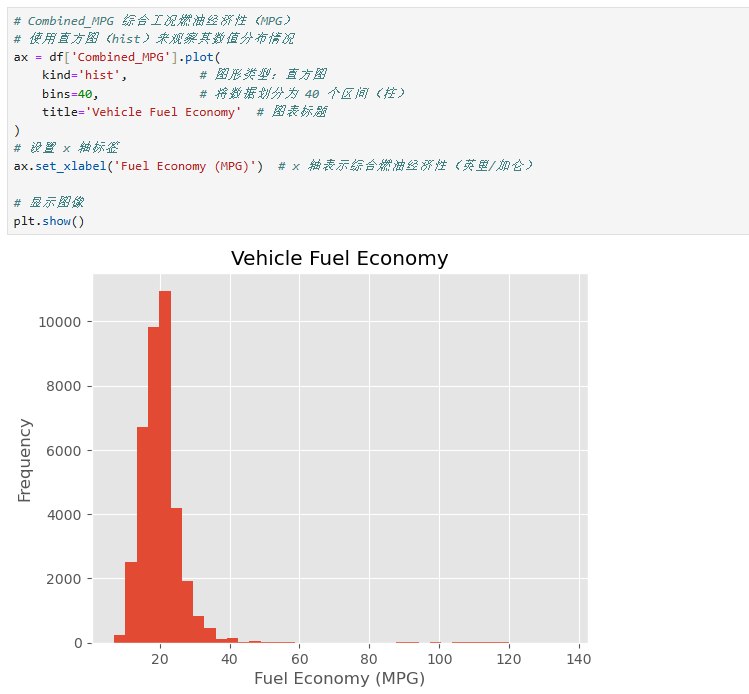 # Combined_MPG 综合工况燃油经济性（MPG）
# 使用直方图（hist）来观察其数值分布情况
ax = df['Combined_MPG'].plot(
    kind='hist',          # 图形类型：直方图
    bins=40,              # 将数据划分为 40 个区间（柱）
    title='Vehicle Fuel Economy'  # 图表标题
)
# 设置 x 轴标签
ax.set_xlabel('Fuel Economy (MPG)')  # x 轴表示综合燃油经济性（英里/加仑）
# 显示图像
plt.show()
Vehicle Fuel Economy
10000
8000
6000
4000
2000
0
Frequency
20 40 60 80 100 120 140
Fuel Economy (MPG)